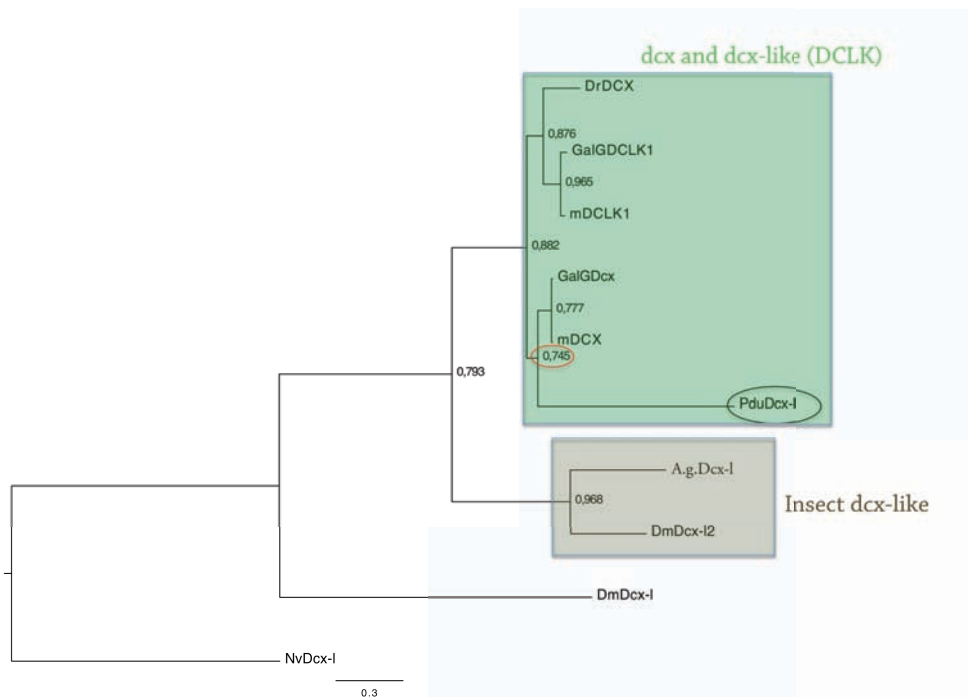 dcx and dcx-like (DCLK)
DrDCX
0,876
GalGDCLK1
0,965
mDCLK1
0,882
GalGDcx
0,777
mDCX
0,745
0,793
PduDcx-l
A.g.Dcx-l
0,968
Insect dcx-like
DmDcx-l2
DmDcx-l
NvDcx-l
0.3